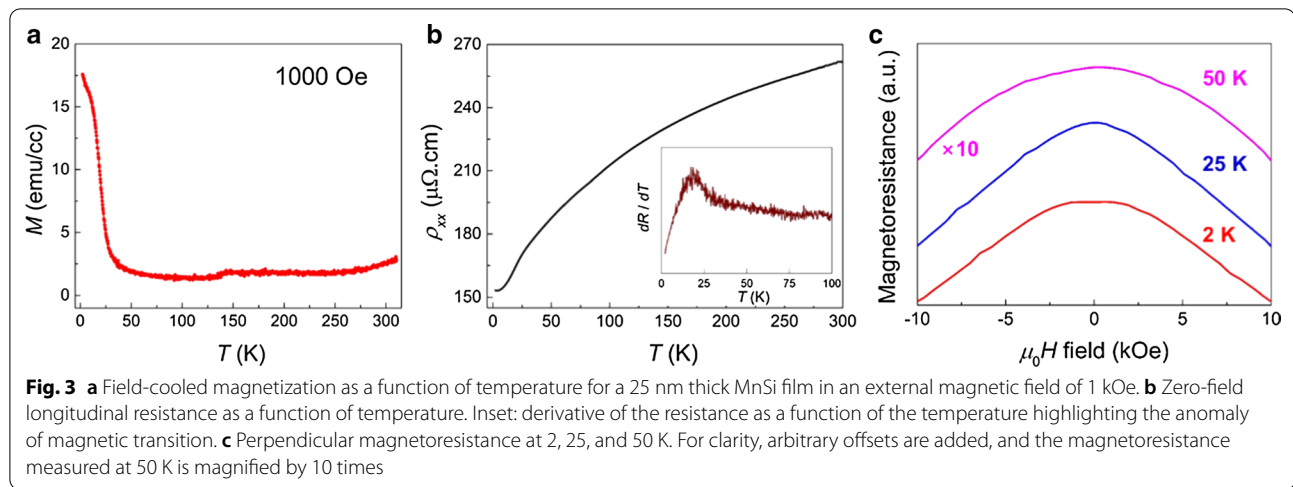 a
20
15
10
5
0
M (emu/cc)
1000 Oe
0 50 100 150 200 250 300
T (K)
b
270
240
210
180
150
ρxx (μΩ.cm)
dR / dT
0 25 50 75 100
T (K)
0 50 100 150 200 250 300
T (K)
c
Magnetoresistance (a.u.)
50 K
×10
25 K
2 K
-10 -5 0 5 10
μ0H field (kOe)
Fig. 3 a Field-cooled magnetization as a function of temperature for a 25 nm thick MnSi film in an external magnetic field of 1 kOe. b Zero-field
longitudinal resistance as a function of temperature. Inset: derivative of the resistance as a function of the temperature highlighting the anomaly
of magnetic transition. c Perpendicular magnetoresistance at 2, 25, and 50 K. For clarity, arbitrary offsets are added, and the magnetoresistance
measured at 50 K is magnified by 10 times